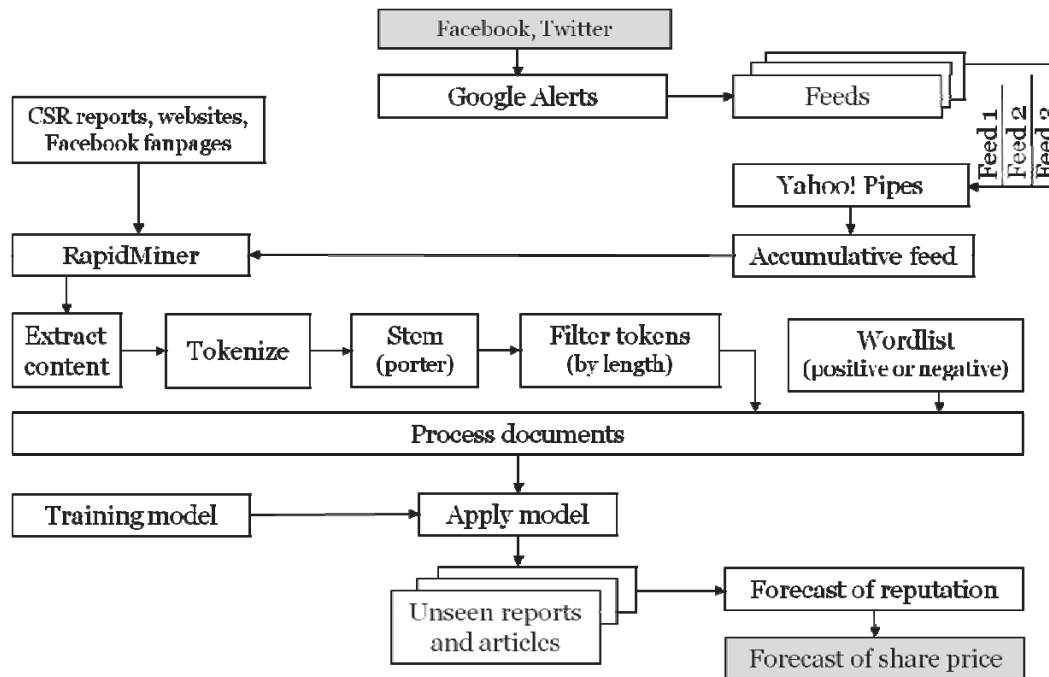 Facebook, Twitter
Google Alerts
Feeds
Feed 1
Feed 2
Feed 3
CSR reports, websites,
Facebook fanpages
Yahoo! Pipes
RapidMiner
Accumulative feed
Extract
content
Tokenize
Stem
(porter)
Filter tokens
(by length)
Wordlist
(positive or negative)
Process documents
Training model
Apply model
Unseen reports
and articles
Forecast of reputation
Forecast of share price